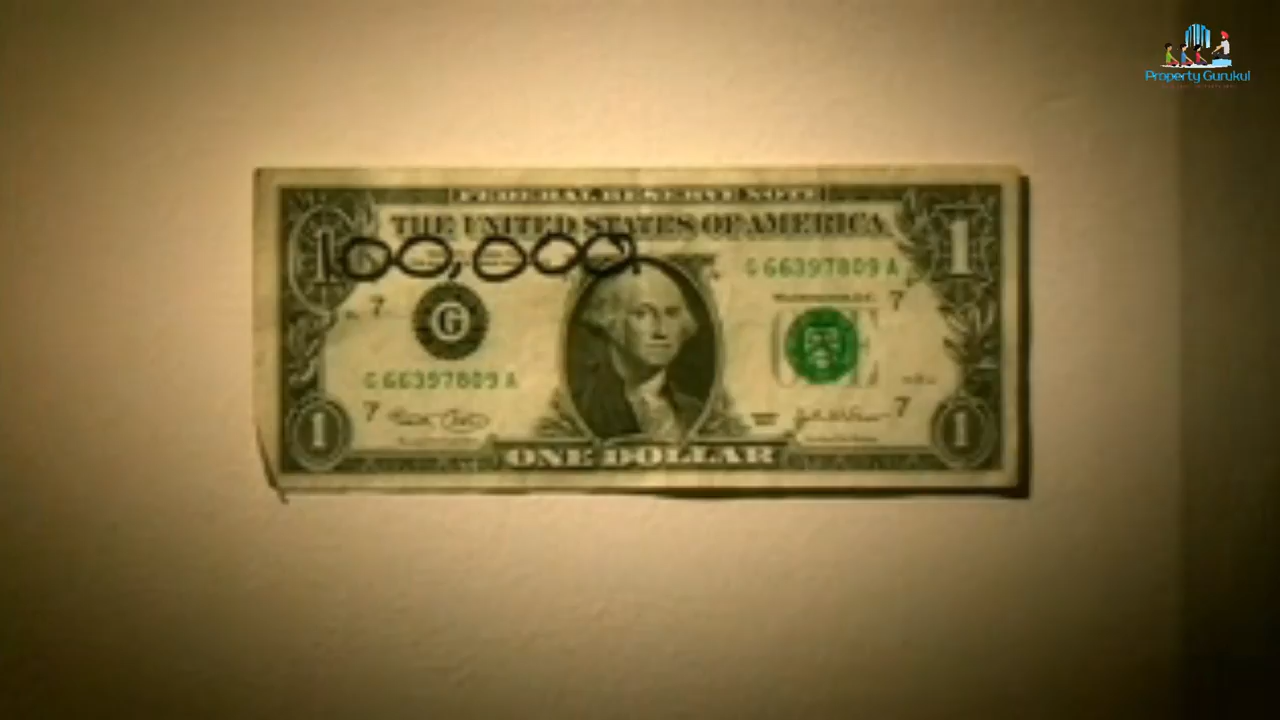 Property Gurukul
FEDERAL RESERVE NOTE
THE UNITED STATES OF AMERICA
1
100,000
G 66397809 A
Washington, D.C.
7
7
G
G 66397809 A
7
7
1
1
ONE DOLLAR